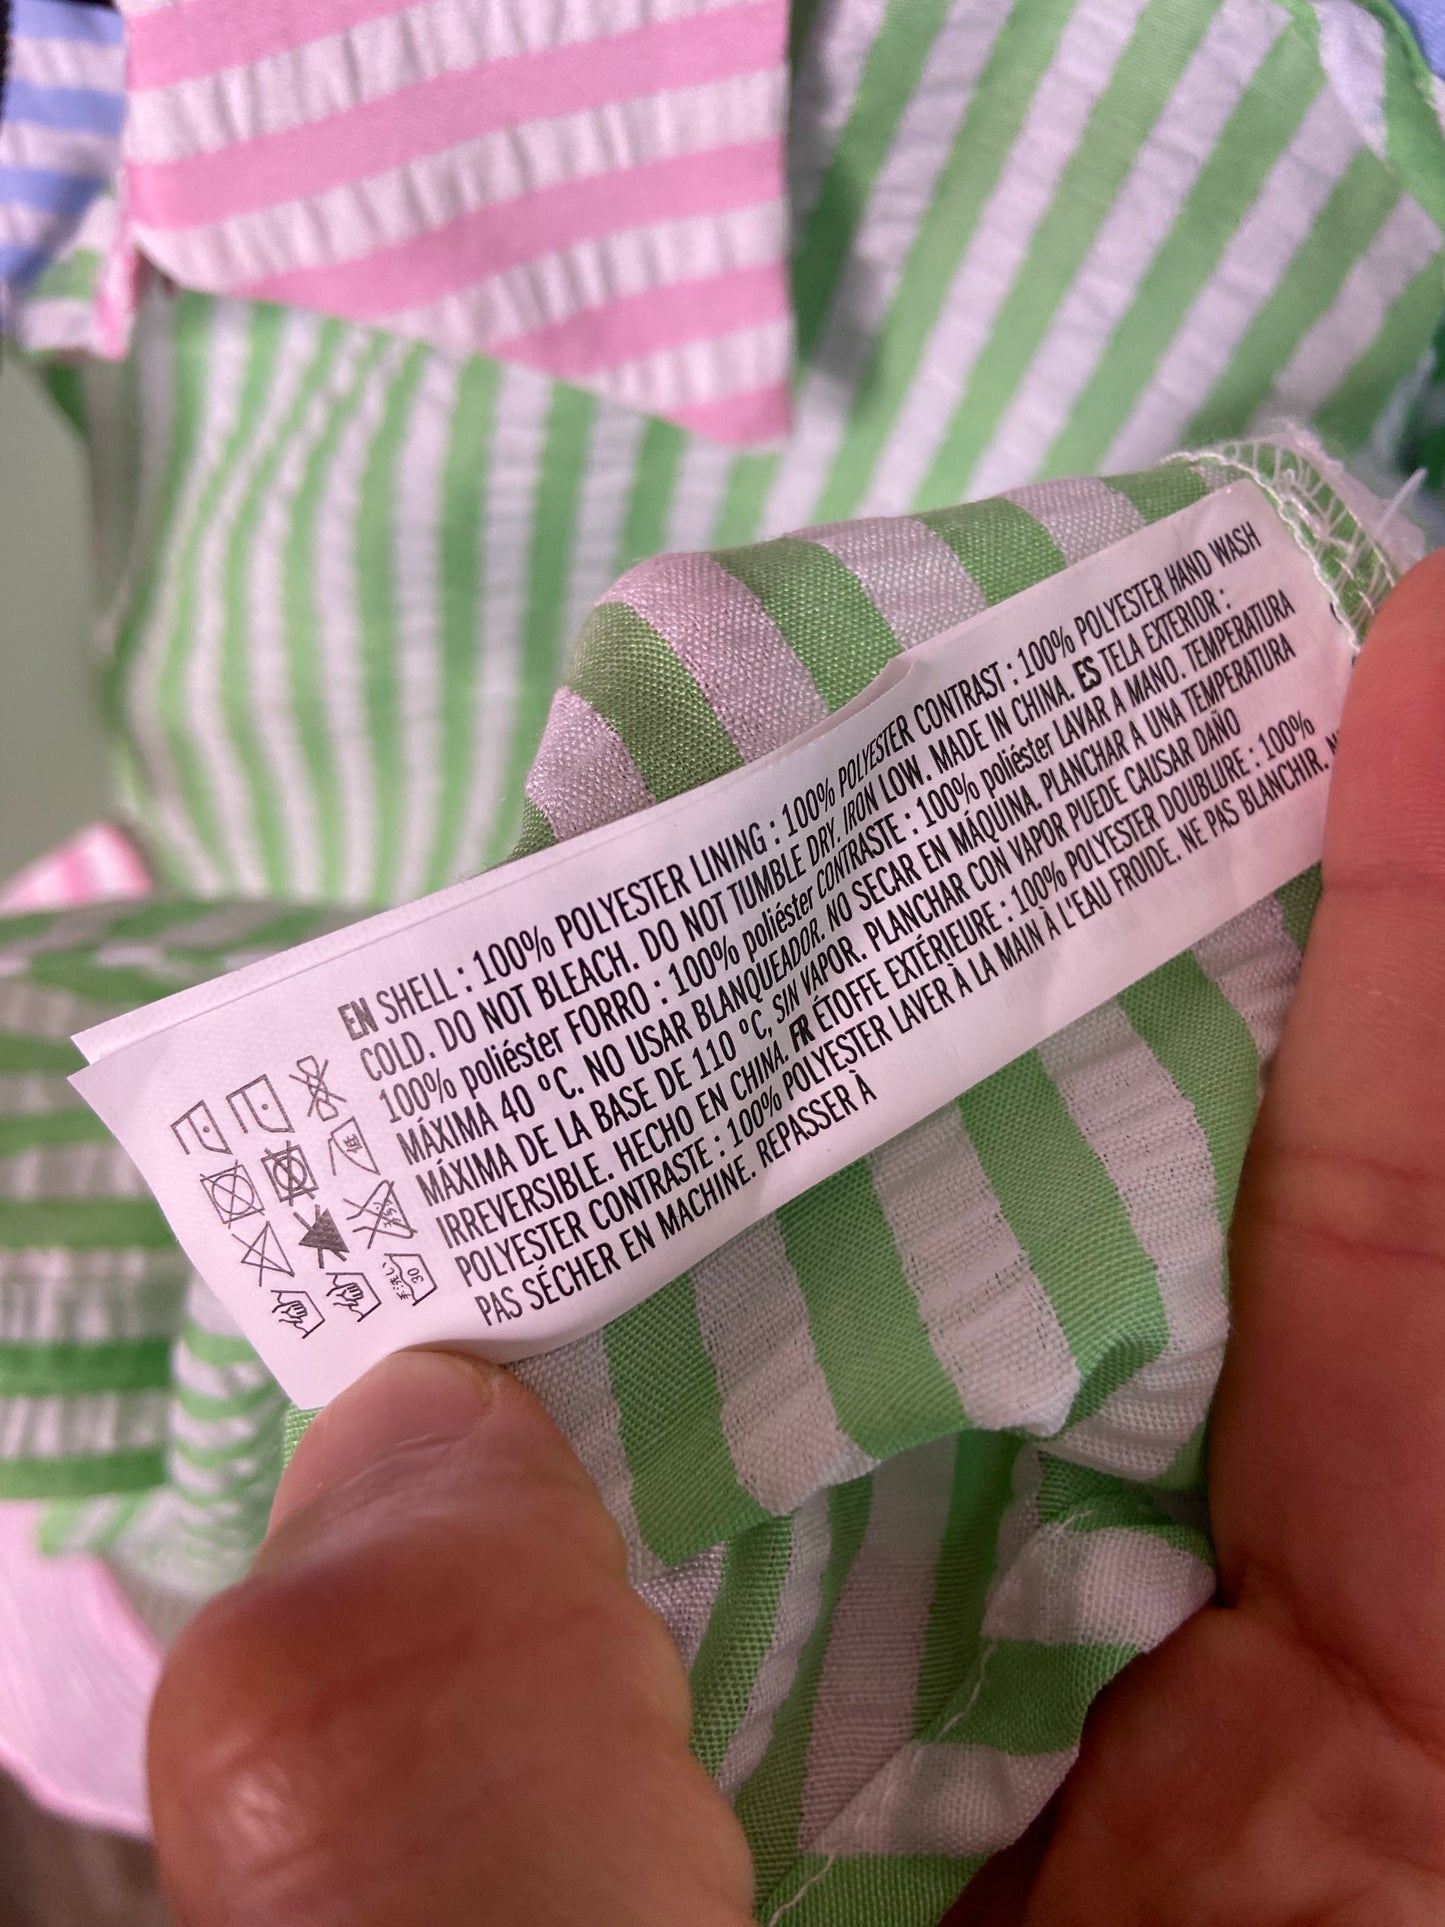 EN SHELL : 100% POLYESTER LINING : 100% POLYESTER CONTRAST : 100% POLYESTER HAND WASH
COLD. DO NOT BLEACH. DO NOT TUMBLE DRY. IRON LOW. MADE IN CHINA. ES TELA EXTERIOR :
100% poliéster FORRO : 100% poliéster CONTRASTE : 100% poliéster LAVAR A MANO. TEMPERATURA
MÁXIMA 40 °C. NO USAR BLANQUEADOR. NO SECAR EN MÁQUINA. PLANCHAR A UNA TEMPERATURA
MÁXIMA DE LA BASE DE 110 °C, SIN VAPOR. PLANCHAR CON VAPOR PUEDE CAUSAR DAÑO
IRREVERSIBLE. HECHO EN CHINA. FR ÉTOFFE EXTÉRIEURE : 100% POLYESTER DOUBLURE : 100%
POLYESTER CONTRASTE : 100% POLYESTER LAVER À LA MAIN À L'EAU FROIDE. NE PAS BLANCHIR.
PAS SÉCHER EN MACHINE. REPASSER À
低
手洗い
30